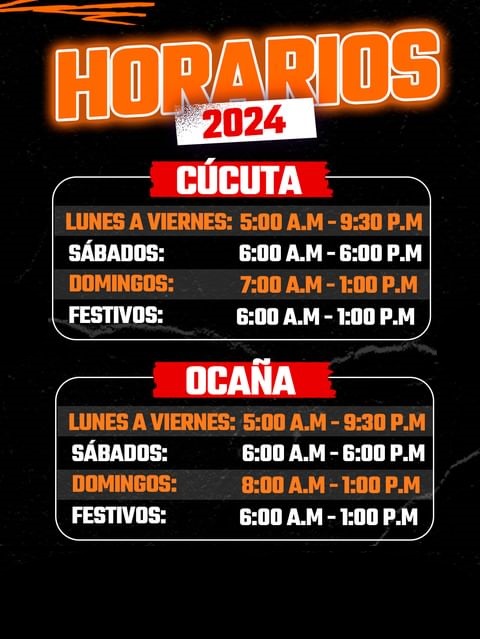 HORARIOS
2024
CÚCUTA
LUNES A VIERNES: 5:00 A.M - 9:30 P.M
SÁBADOS: 6:00 A.M - 6:00 P.M
DOMINGOS: 7:00 A.M - 1:00 P.M
FESTIVOS: 6:00 A.M - 1:00 P.M
OCAÑA
LUNES A VIERNES: 5:00 A.M - 9:30 P.M
SÁBADOS: 6:00 A.M - 6:00 P.M
DOMINGOS: 8:00 A.M - 1:00 P.M
FESTIVOS: 6:00 A.M - 1:00 P.M